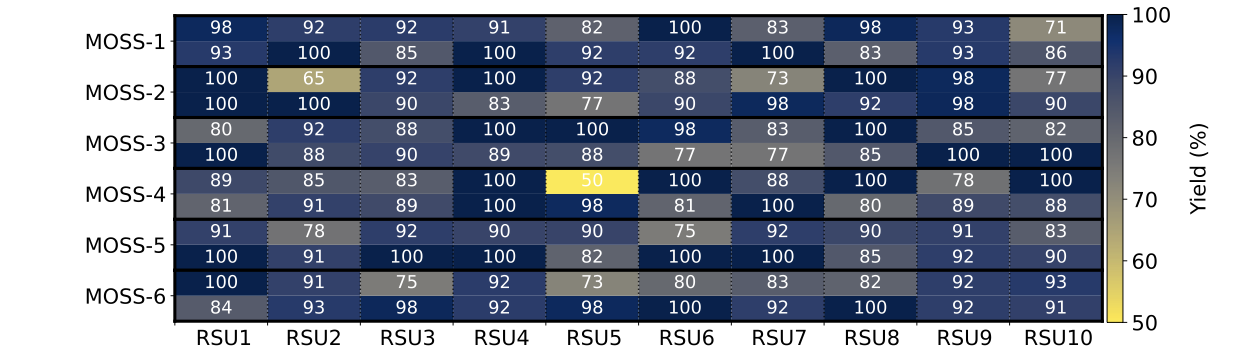 98 92 92 91 82 100 83 98 93 71
MOSS-1
93 100 85 100 92 92 100 83 93 86
100 65 92 100 92 88 73 100 98 77
MOSS-2
100 100 90 83 77 90 98 92 98 90
80 92 88 100 100 98 83 100 85 82
MOSS-3
100 88 90 89 88 77 77 85 100 100
89 85 83 100 50 100 88 100 78 100
MOSS-4
81 91 89 100 98 81 100 80 89 88
91 78 92 90 90 75 92 90 91 83
MOSS-5
100 91 100 100 82 100 100 85 92 90
100 91 75 92 73 80 83 82 92 93
MOSS-6
84 93 98 92 98 100 92 100 92 91
RSU1 RSU2 RSU3 RSU4 RSU5 RSU6 RSU7 RSU8 RSU9 RSU10
100
90
80
70
60
50
Yield (%)